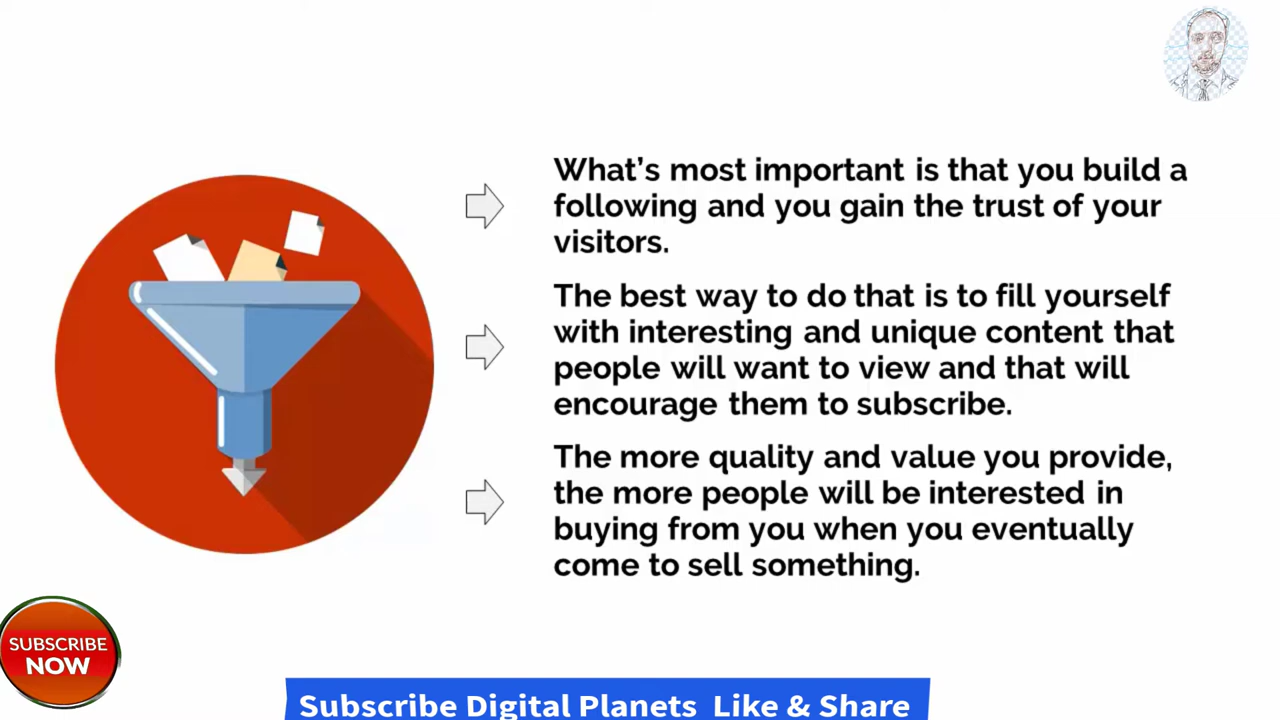 What's most important is that you build a
following and you gain the trust of your
visitors.
The best way to do that is to fill yourself
with interesting and unique content that
people will want to view and that will
encourage them to subscribe.
The more quality and value you provide,
the more people will be interested in
buying from you when you eventually
come to sell something.
SUBSCRIBE
NOW
Subscribe Digital Planets Like & Share